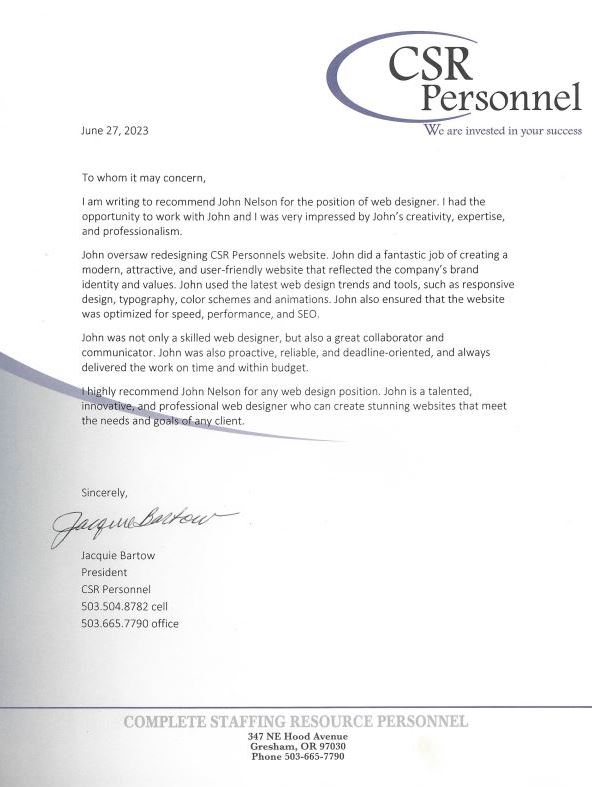 CSR
Personnel
We are invested in your success
June 27, 2023
To whom it may concern,
I am writing to recommend John Nelson for the position of web designer. I had the
opportunity to work with John and I was very impressed by John's creativity, expertise,
and professionalism.
John oversaw redesigning CSR Personnels website. John did a fantastic job of creating a
modern, attractive, and user-friendly website that reflected the company's brand
identity and values. John used the latest web design trends and tools, such as responsive
design, typography, color schemes and animations. John also ensured that the website
was optimized for speed, performance, and SEO.
John was not only a skilled web designer, but also a great collaborator and
communicator. John was also proactive, reliable, and deadline-oriented, and always
delivered the work on time and within budget.
I highly recommend John Nelson for any web design position. John is a talented,
innovative, and professional web designer who can create stunning websites that meet
the needs and goals of any client.
Sincerely,
Jacquie Bartow
Jacquie Bartow
President
CSR Personnel
503.504.8782 cell
503.665.7790 office
COMPLETE STAFFING RESOURCE PERSONNEL
347 NE Hood Avenue
Gresham, OR 97030
Phone 503-665-7790